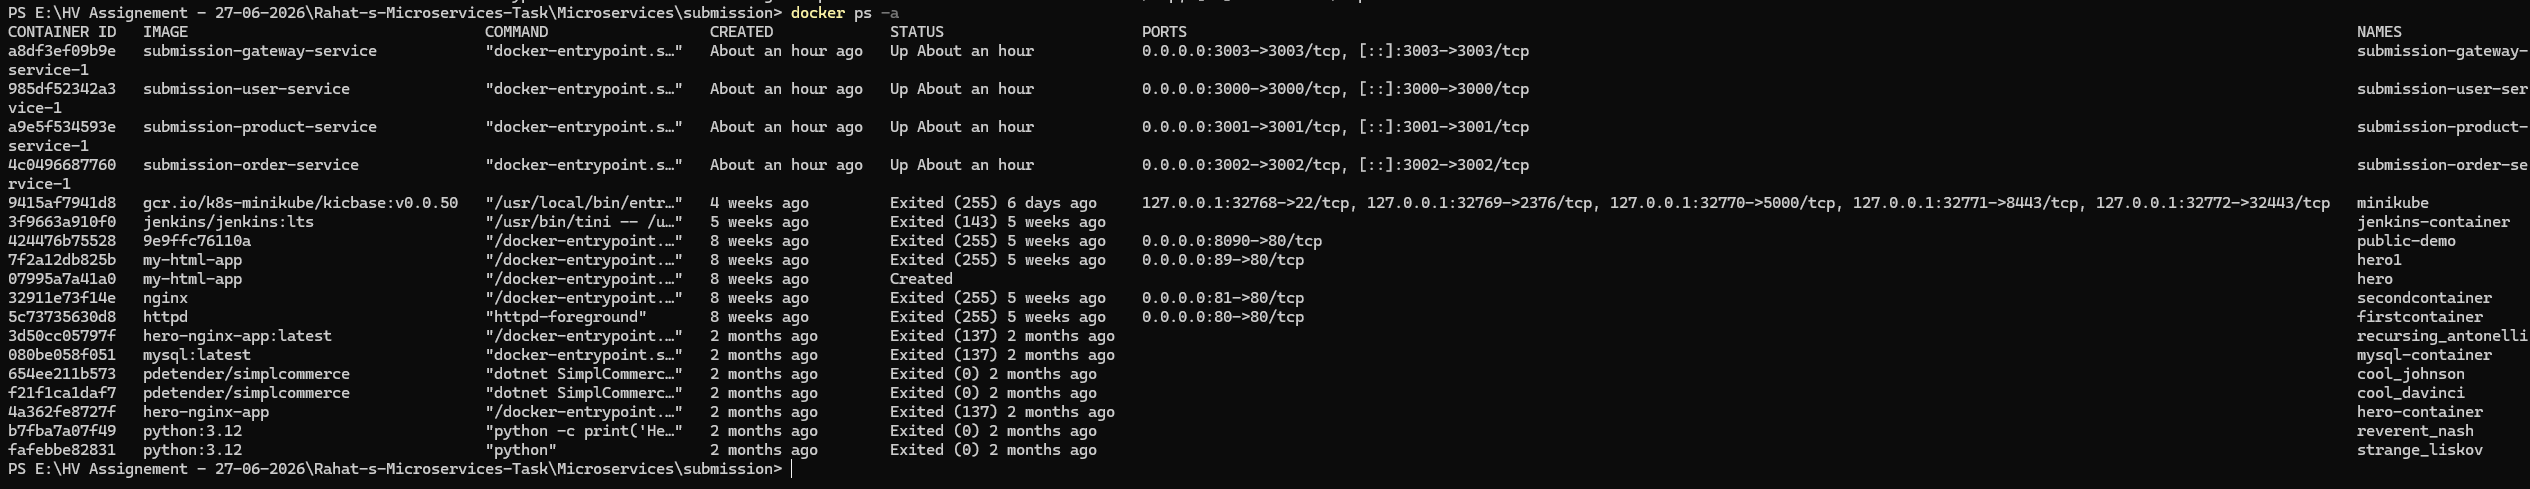 PS E:\HV Assignement - 27-06-2026\Rahat-s-Microservices-Task\Microservices\submission> docker ps -a
CONTAINER ID   IMAGE                                 COMMAND                  CREATED             STATUS                      PORTS                                                                                                                                  NAMES
a8df3ef09b9e   submission-gateway-service            "docker-entrypoint.s…"   About an hour ago   Up About an hour            0.0.0.0:3003->3003/tcp, [::]:3003->3003/tcp                                                                                            submission-gateway-
service-1
985df52342a3   submission-user-service               "docker-entrypoint.s…"   About an hour ago   Up About an hour            0.0.0.0:3000->3000/tcp, [::]:3000->3000/tcp                                                                                            submission-user-ser
vice-1
a9e5f534593e   submission-product-service            "docker-entrypoint.s…"   About an hour ago   Up About an hour            0.0.0.0:3001->3001/tcp, [::]:3001->3001/tcp                                                                                            submission-product-
service-1
4c0496687760   submission-order-service              "docker-entrypoint.s…"   About an hour ago   Up About an hour            0.0.0.0:3002->3002/tcp, [::]:3002->3002/tcp                                                                                            submission-order-se
rvice-1
9415af7941d8   gcr.io/k8s-minikube/kicbase:v0.0.50   "/usr/local/bin/entr…"   4 weeks ago         Exited (255) 6 days ago     127.0.0.1:32768->22/tcp, 127.0.0.1:32769->2376/tcp, 127.0.0.1:32770->5000/tcp, 127.0.0.1:32771->8443/tcp, 127.0.0.1:32772->32443/tcp   minikube
3f9663a910f0   jenkins/jenkins:lts                   "/usr/bin/tini -- /u…"   5 weeks ago         Exited (143) 5 weeks ago                                                                                                                                           jenkins-container
424476b75528   9e9ffc76110a                          "/docker-entrypoint.…"   8 weeks ago         Exited (255) 5 weeks ago    0.0.0.0:8090->80/tcp                                                                                                                   public-demo
7f2a12db825b   my-html-app                           "/docker-entrypoint.…"   8 weeks ago         Exited (255) 5 weeks ago    0.0.0.0:89->80/tcp                                                                                                                     hero1
07995a7a41a0   my-html-app                           "/docker-entrypoint.…"   8 weeks ago         Created                                                                                                                                                            hero
32911e73f14e   nginx                                 "/docker-entrypoint.…"   8 weeks ago         Exited (255) 5 weeks ago    0.0.0.0:81->80/tcp                                                                                                                     secondcontainer
5c73735630d8   httpd                                 "httpd-foreground"       8 weeks ago         Exited (255) 5 weeks ago    0.0.0.0:80->80/tcp                                                                                                                     firstcontainer
3d50cc05797f   hero-nginx-app:latest                 "/docker-entrypoint.…"   2 months ago        Exited (137) 2 months ago                                                                                                                                          recursing_antonelli
080be058f051   mysql:latest                          "docker-entrypoint.s…"   2 months ago        Exited (137) 2 months ago                                                                                                                                          mysql-container
654ee211b573   pdetender/simplcommerce               "dotnet SimplCommerc…"   2 months ago        Exited (0) 2 months ago                                                                                                                                            cool_johnson
f21f1ca1daf7   pdetender/simplcommerce               "dotnet SimplCommerc…"   2 months ago        Exited (0) 2 months ago                                                                                                                                            cool_davinci
4a362fe8727f   hero-nginx-app                        "/docker-entrypoint.…"   2 months ago        Exited (137) 2 months ago                                                                                                                                          hero-container
b7fba7a07f49   python:3.12                           "python -c print('He…"   2 months ago        Exited (0) 2 months ago                                                                                                                                            reverent_nash
fafebbe82831   python:3.12                           "python"                 2 months ago        Exited (0) 2 months ago                                                                                                                                            strange_liskov
PS E:\HV Assignement - 27-06-2026\Rahat-s-Microservices-Task\Microservices\submission>